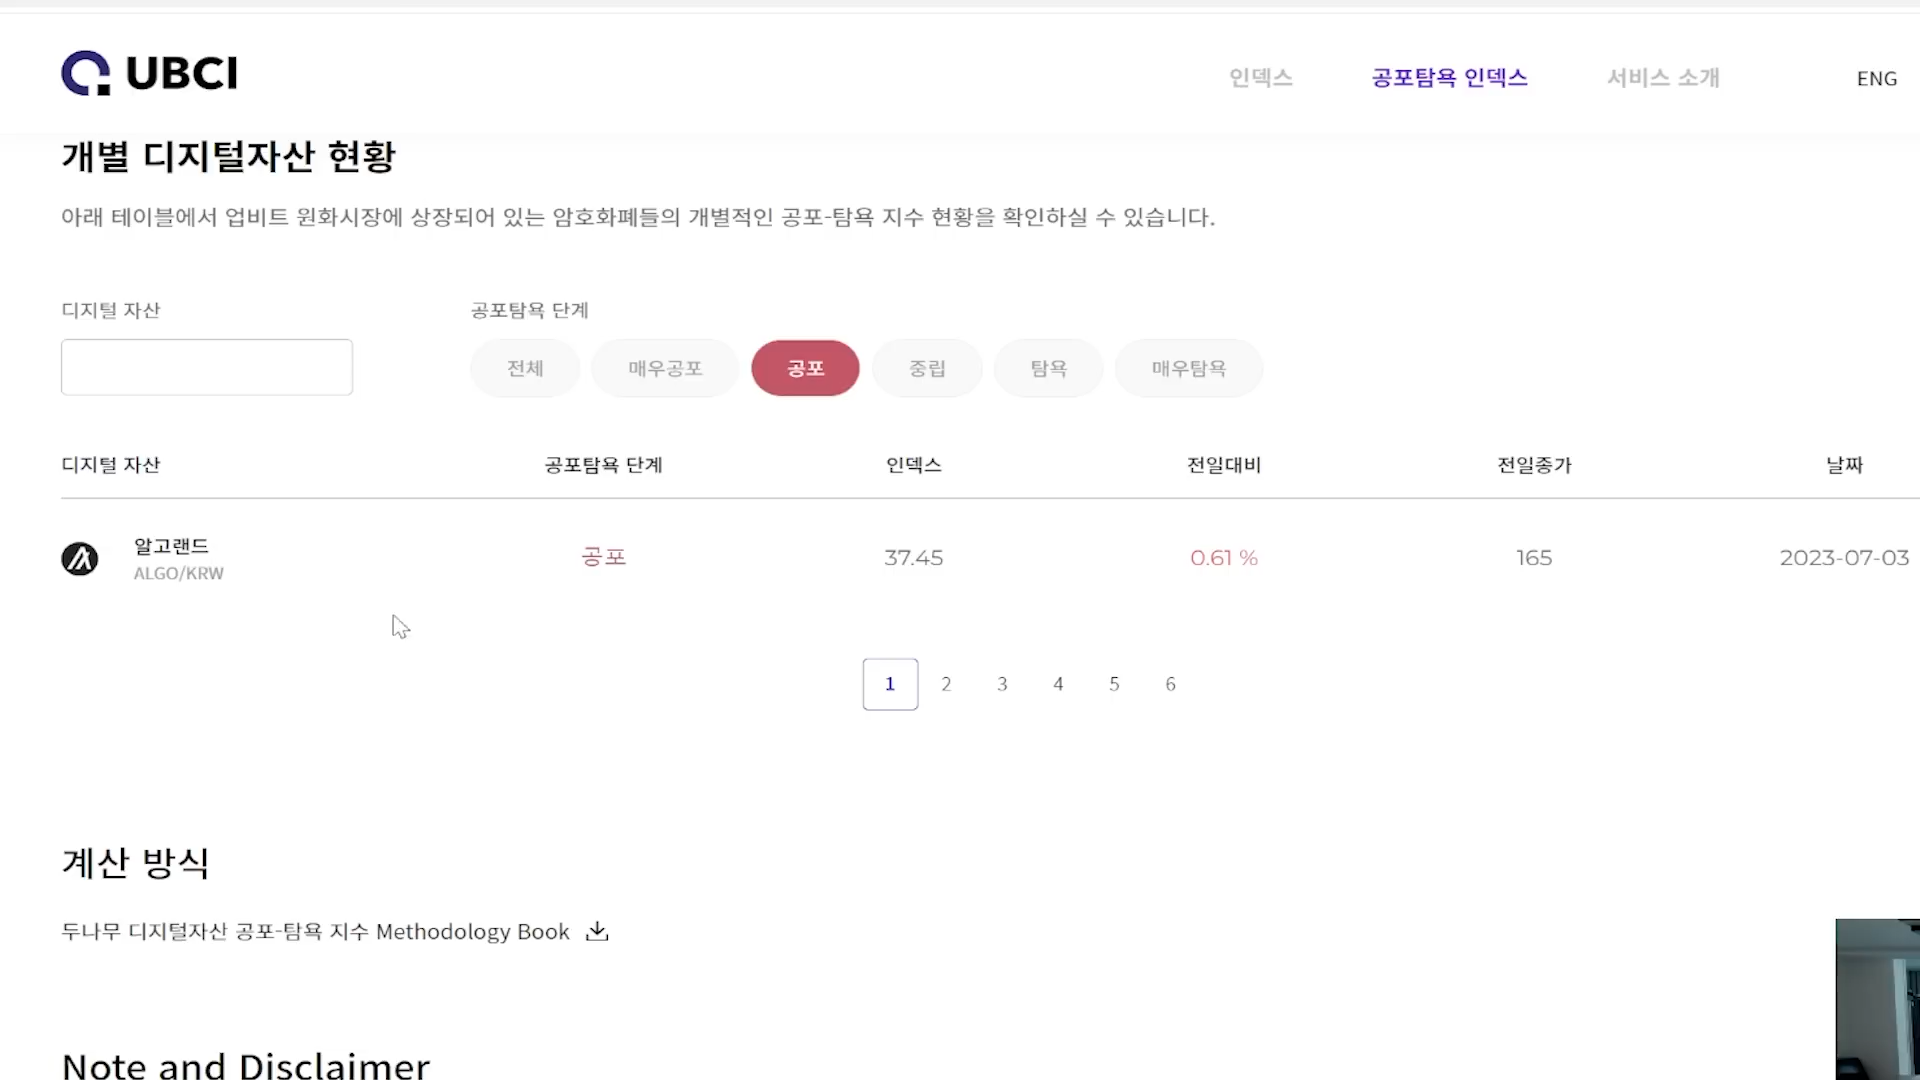 UBCI
인덱스
공포탐욕 인덱스
서비스 소개
ENG
개별 디지털자산 현황
아래 테이블에서 업비트 원화시장에 상장되어 있는 암호화폐들의 개별적인 공포-탐욕 지수 현황을 확인하실 수 있습니다.
디지털 자산
공포탐욕 단계
전체
매우공포
공포
중립
탐욕
매우탐욕
디지털 자산
공포탐욕 단계
인덱스
전일대비
전일종가
날짜
알고랜드
ALGO/KRW
공포
37.45
0.61 %
165
2023-07-03
1 2 3 4 5 6
계산 방식
두나무 디지털자산 공포-탐욕 지수 Methodology Book
Note and Disclaimer